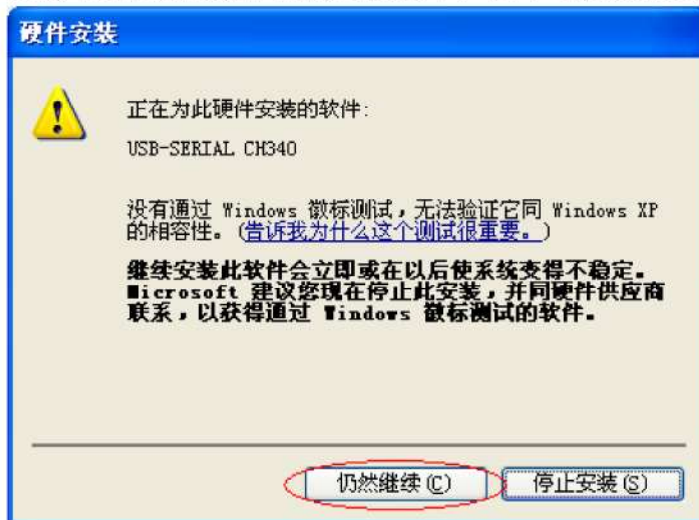 硬件安装
正在为此硬件安装的软件:
USB-SERIAL CH340
没有通过 Windows 徽标测试，无法验证它同 Windows XP
的相容性。(告诉我为什么这个测试很重要。)
继续安装此软件会立即或在以后使系统变得不稳定。
Microsoft 建议您现在停止此安装，并同硬件供应商
联系，以获得通过 Windows 徽标测试的软件。
仍然继续(C)
停止安装(S)